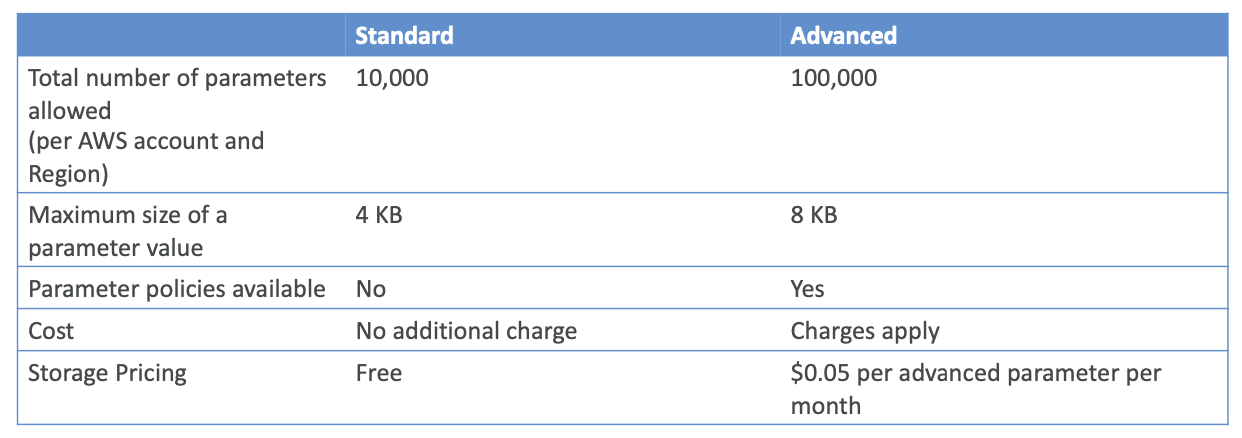 Standard Advanced
Total number of parameters 10,000 100,000
allowed
(per AWS account and
Region)
Maximum size of a 4 KB 8 KB
parameter value
Parameter policies available No Yes
Cost No additional charge Charges apply
Storage Pricing Free $0.05 per advanced parameter per
month